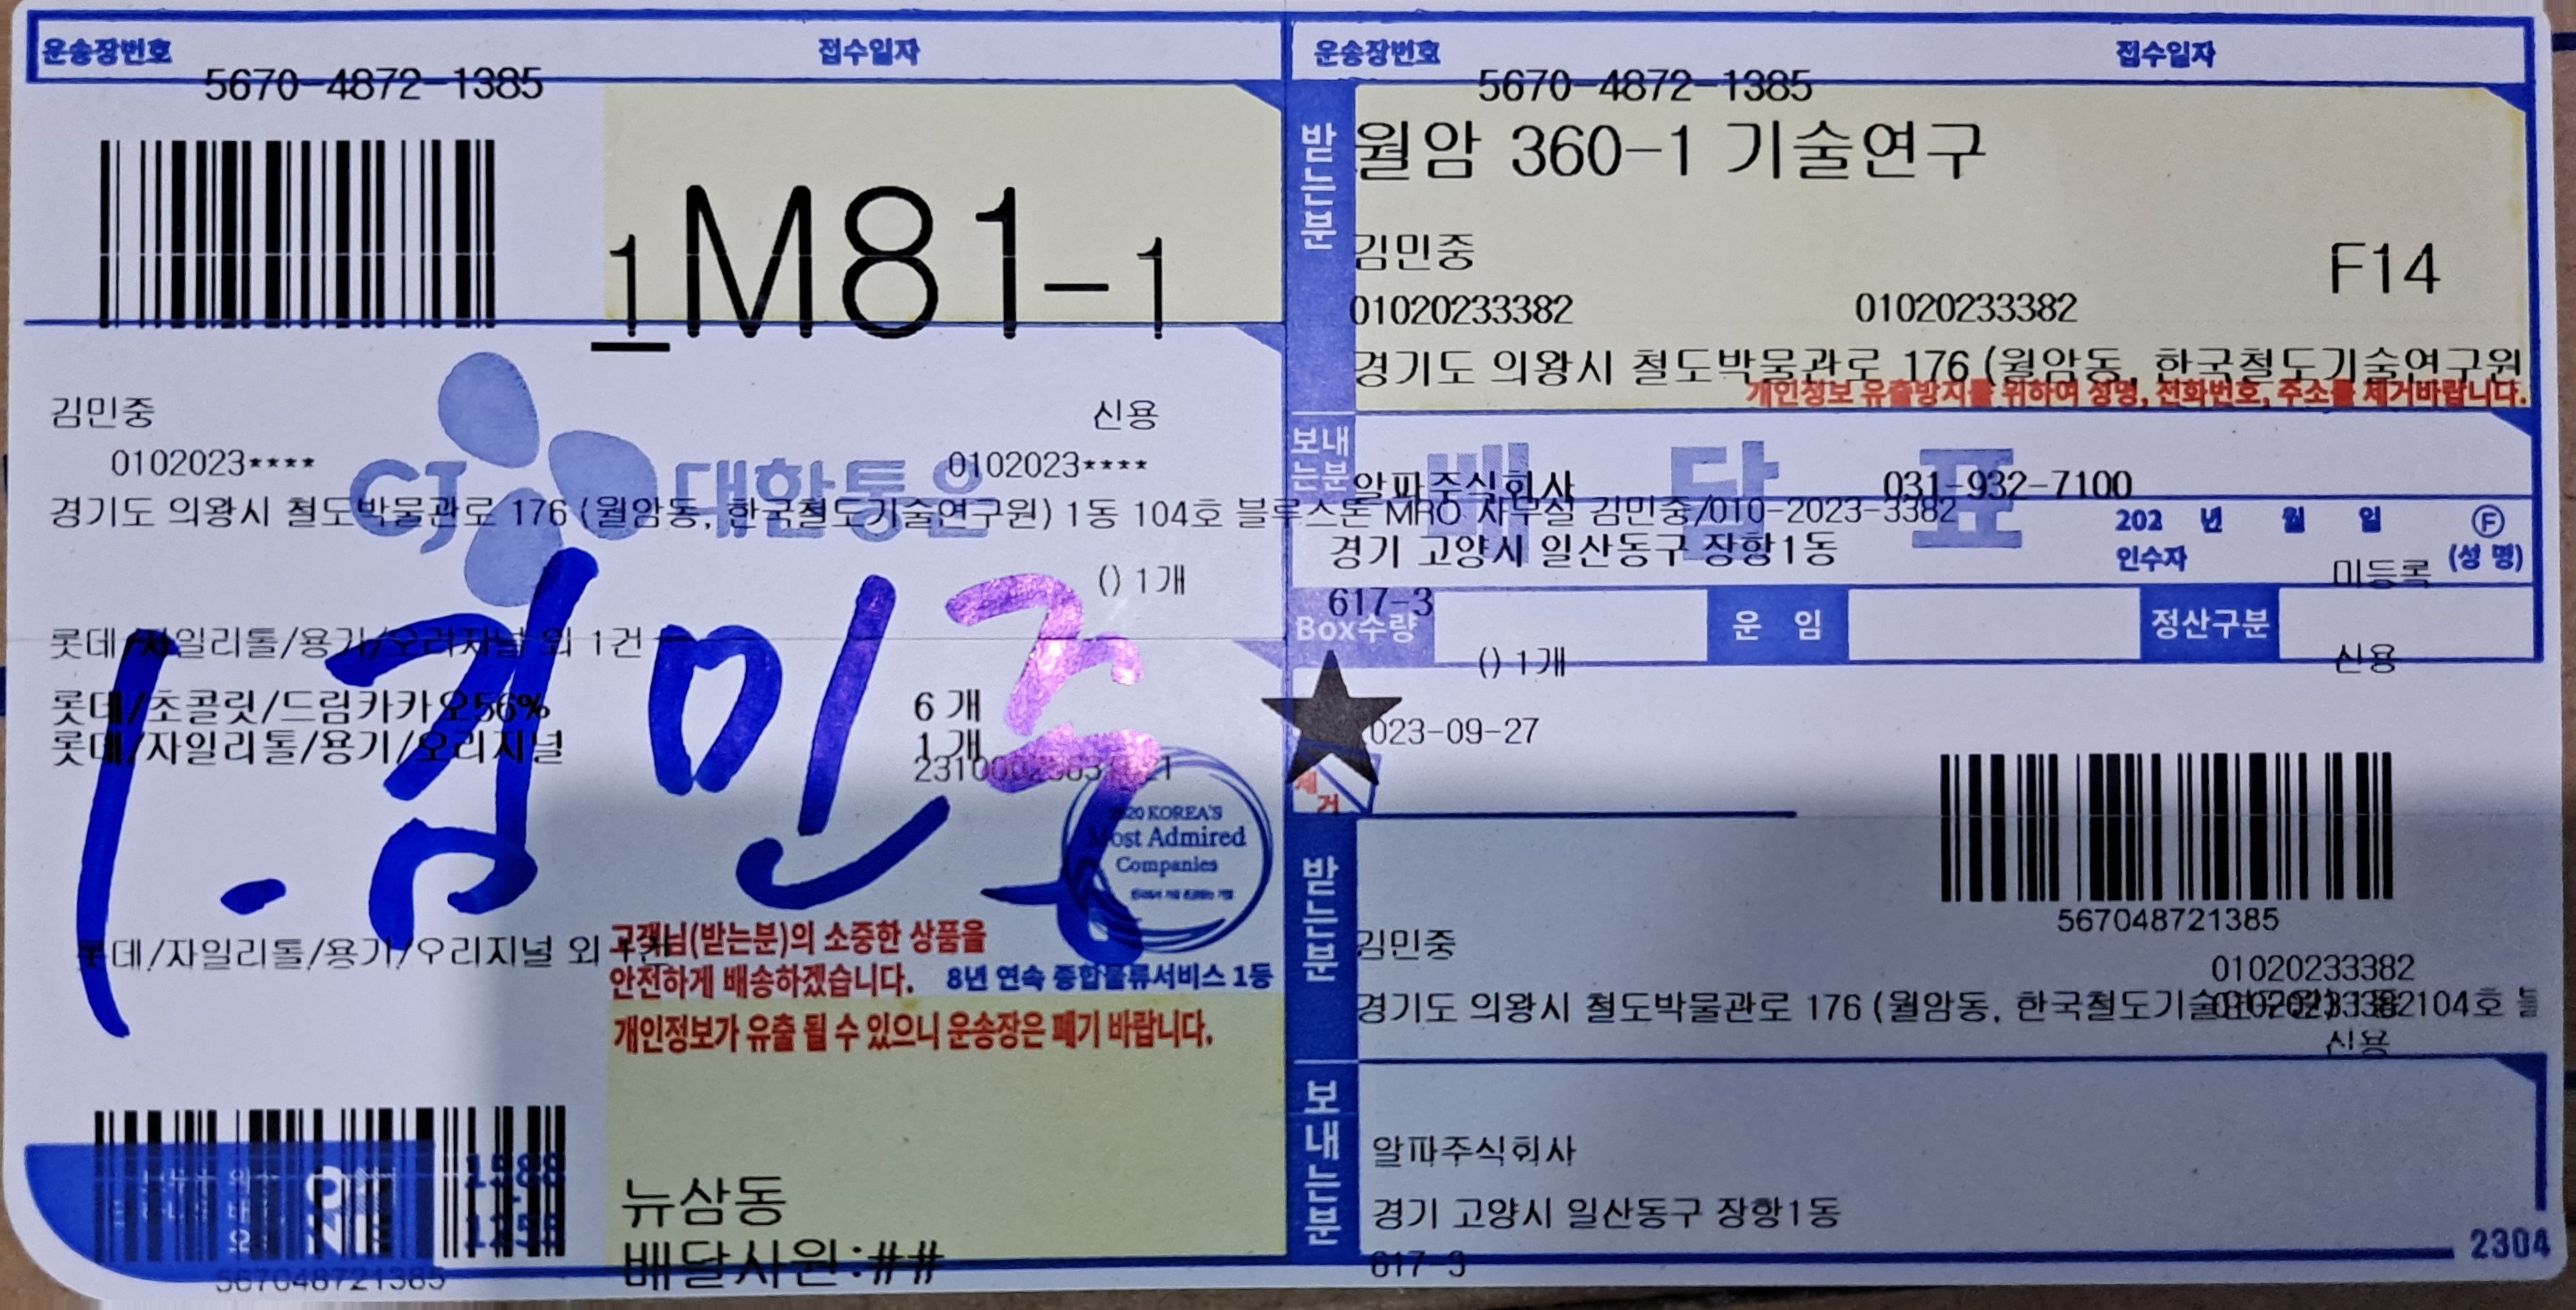 운송장번호 접수일자
5670-4872-1385
1M81-1
김민중 신용
0102023**** 0102023****
CJ 대한통운
경기도 의왕시 철도박물관로 176 (월암동, 한국철도기술연구원) 1동 104호 블루스톤 MRO 사무실 김민중/010-2023-3382
() 1개
롯데/자일리톨/용기/오리지널 외 1건
롯데/초콜릿/드림카카오56% 6 개
롯데/자일리톨/용기/오리지널 1 개
1. 김민중
2020 KOREA'S
Most Admired
Companies
롯데/자일리톨/용기/오리지널 외 1건
고객님(받는분)의 소중한 상품을
안전하게 배송하겠습니다. 8년 연속 종합물류서비스 1등
개인정보가 유출 될 수 있으니 운송장은 폐기 바랍니다.
1588
1255
567048721385
뉴삼동
배달사원:##
운송장번호 접수일자
5670-4872-1385
받는분
월암 360-1 기술연구
김민중 F14
01020233382 01020233382
경기도 의왕시 철도박물관로 176 (월암동, 한국철도기술연구원
개인정보 유출방지를 위하여 성명, 전화번호, 주소를 제거바랍니다.
보내는분
배달표
알파주식회사 031-932-7100
경기 고양시 일산동구 장항1동
617-3
202 년 월 일 Ⓕ
인수자 미등록 (성 명)
Box수량 () 1개 운 임 정산구분 신용
023-09-27
제거
567048721385
받는분
김민중 01020233382
경기도 의왕시 철도박물관로 176 (월암동, 한국철도기술 01020233382 104호
신용
보내는분
알파주식회사
경기 고양시 일산동구 장항1동
617-3
2304